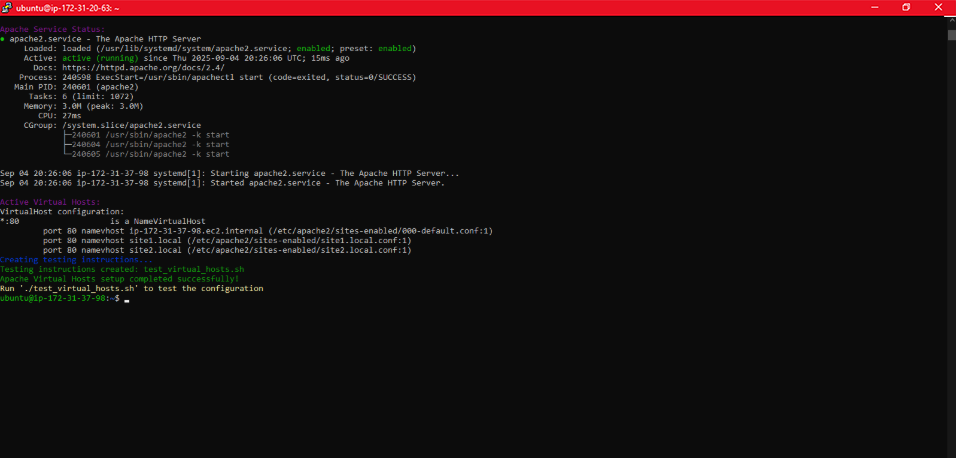 ubuntu@ip-172-31-20-63: ~
Apache Service Status:
● apache2.service - The Apache HTTP Server
     Loaded: loaded (/usr/lib/systemd/system/apache2.service; enabled; preset: enabled)
     Active: active (running) since Thu 2025-09-04 20:26:06 UTC; 15ms ago
       Docs: https://httpd.apache.org/docs/2.4/
    Process: 240598 ExecStart=/usr/sbin/apachectl start (code=exited, status=0/SUCCESS)
   Main PID: 240601 (apache2)
      Tasks: 6 (limit: 1072)
     Memory: 3.0M (peak: 3.0M)
        CPU: 27ms
     CGroup: /system.slice/apache2.service
             ├─240601 /usr/sbin/apache2 -k start
             ├─240604 /usr/sbin/apache2 -k start
             └─240605 /usr/sbin/apache2 -k start
Sep 04 20:26:06 ip-172-31-37-98 systemd[1]: Starting apache2.service - The Apache HTTP Server...
Sep 04 20:26:06 ip-172-31-37-98 systemd[1]: Started apache2.service - The Apache HTTP Server.
Active Virtual Hosts:
VirtualHost configuration:
*:80                   is a NameVirtualHost
         port 80 namevhost ip-172-31-37-98.ec2.internal (/etc/apache2/sites-enabled/000-default.conf:1)
         port 80 namevhost site1.local (/etc/apache2/sites-enabled/site1.local.conf:1)
         port 80 namevhost site2.local (/etc/apache2/sites-enabled/site2.local.conf:1)
Creating testing instructions...
Testing instructions created: test_virtual_hosts.sh
Apache Virtual Hosts setup completed successfully!
Run './test_virtual_hosts.sh' to test the configuration
ubuntu@ip-172-31-37-98:~$